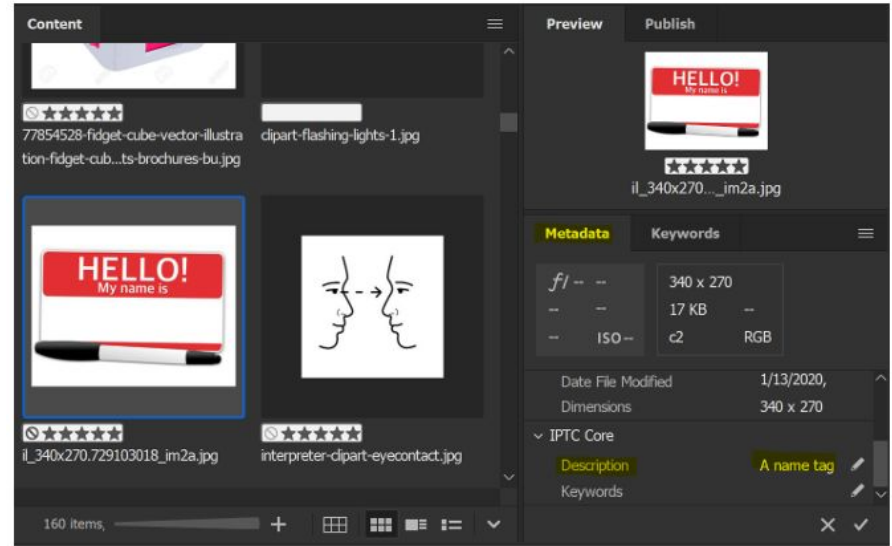 Content
77854528-fidget-cube-vector-illustra
tion-fidget-cub...ts-brochures-bu.jpg
clipart-flashing-lights-1.jpg
HELLO!
My name is
il_340x270.729103018_im2a.jpg
interpreter-clipart-eyecontact.jpg
160 items,
Preview
Publish
HELLO!
My name is
il_340x270..._im2a.jpg
Metadata
Keywords
f/ -- --
-- --
-- ISO --
340 x 270
17 KB --
c2 RGB
Date File Modified 1/13/2020,
Dimensions 340 x 270
IPTC Core
Description A name tag
Keywords